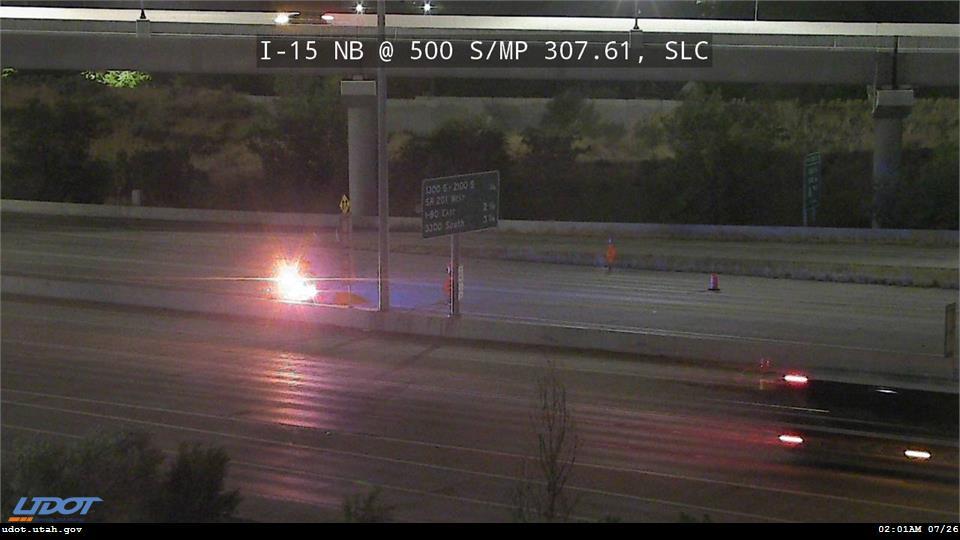 I-15 NB @ 500 S/MP 307.61, SLC
1300 S - 2100 S
SR 201 West
I-80 East
3300 South
UDOT
udot.utah.gov
02:01AM 07/26